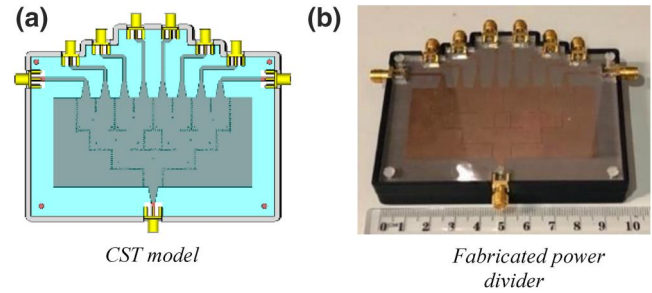 (a)
(b)
0 1 2 3 4 5 6 7 8 9 10
CST model
Fabricated power
divider